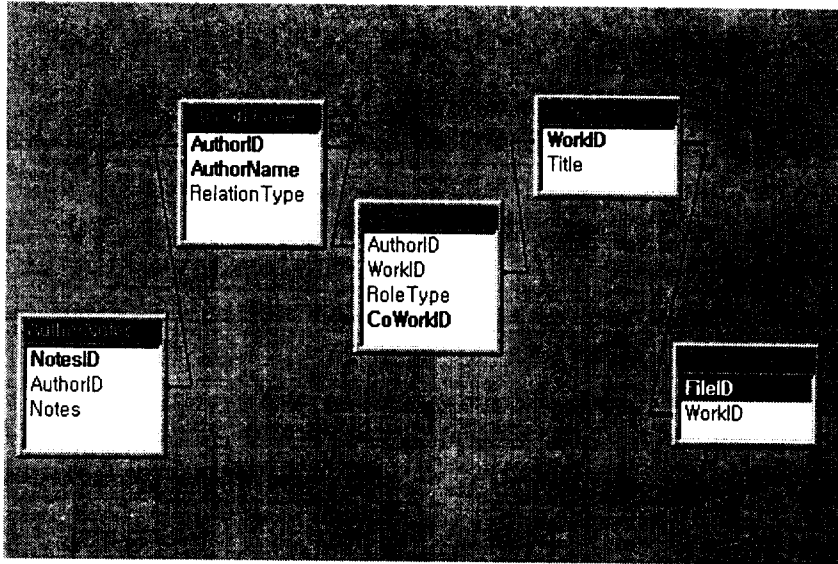 AuthorID
AuthorName
RelationType
WorkID
Title
AuthorID
WorkID
RoleType
CoWorkID
NotesID
AuthorID
Notes
FileID
WorkID